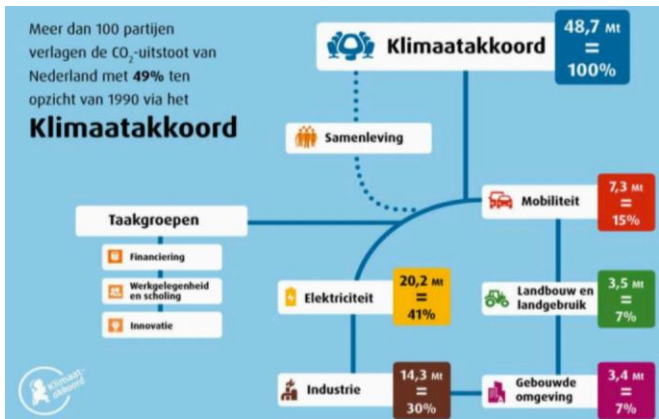 Meer dan 100 partijen
verlagen de CO₂-uitstoot van
Nederland met 49% ten
opzicht van 1990 via het
Klimaatakkoord
Klimaatakkoord
48,7 Mt
=
100%
Samenleving
Mobiliteit
7,3 Mt
=
15%
Taakgroepen
Financiering
Werkgelegenheid
en scholing
Innovatie
Elektriciteit
20,2 Mt
=
41%
Landbouw en
landgebruik
3,5 Mt
=
7%
Industrie
14,3 Mt
=
30%
Gebouwde
omgeving
3,4 Mt
=
7%
Klimaat-
akkoord